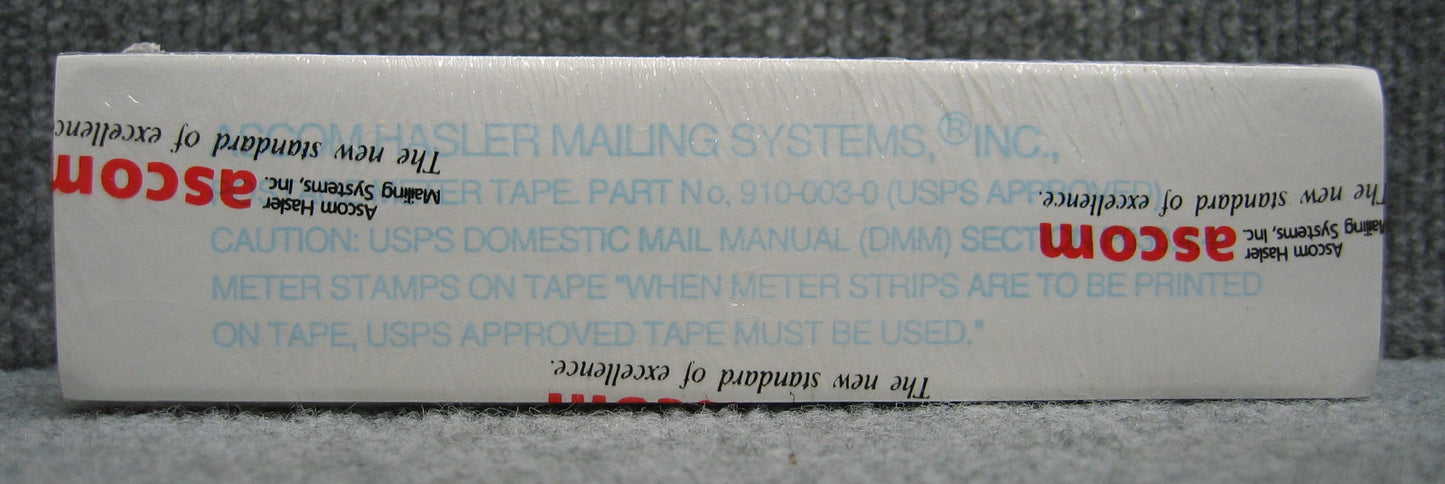 ASCOM HASLER MAILING SYSTEMS,® INC.,
METER TAPE. PART No, 910-003-0 (USPS APPROVED)
CAUTION: USPS DOMESTIC MAIL MANUAL (DMM)
METER STAMPS ON TAPE "WHEN METER STRIPS ARE TO BE PRINTED
ON TAPE, USPS APPROVED TAPE MUST BE USED."
ascom
Ascom Hasler
Mailing Systems, Inc.
The new standard of excellence
ascom
Ascom Hasler
Mailing Systems, Inc.
The new standard of excellence.
ascom
The new standard of excellence.